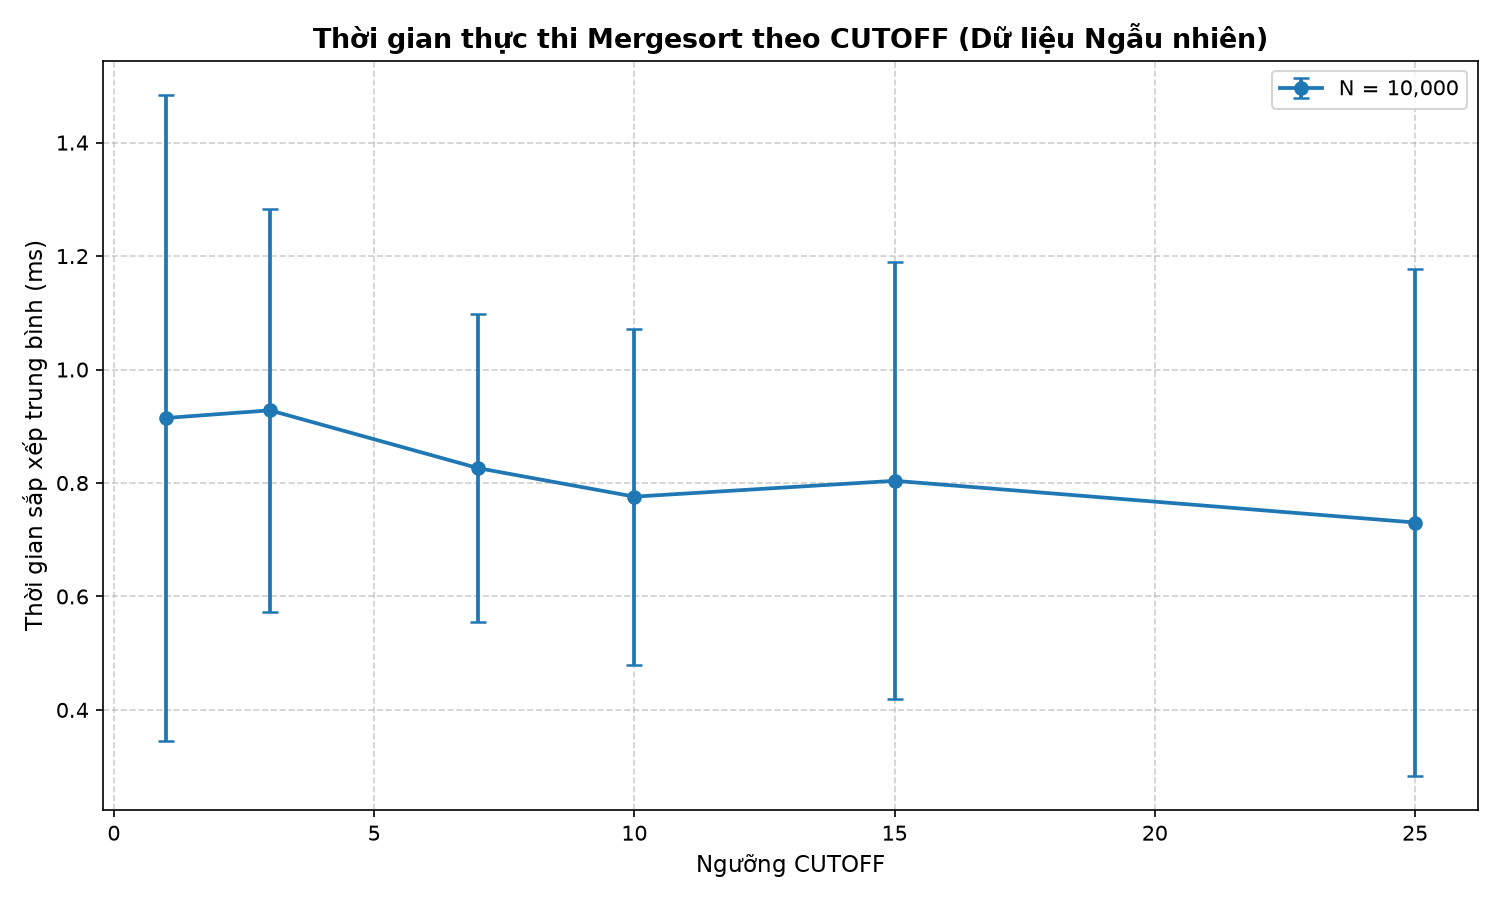 Thời gian thực thi Mergesort theo CUTOFF (Dữ liệu Ngẫu nhiên)
N = 10,000
Thời gian sắp xếp trung bình (ms)
1.4
1.2
1.0
0.8
0.6
0.4
0 5 10 15 20 25
Ngưỡng CUTOFF